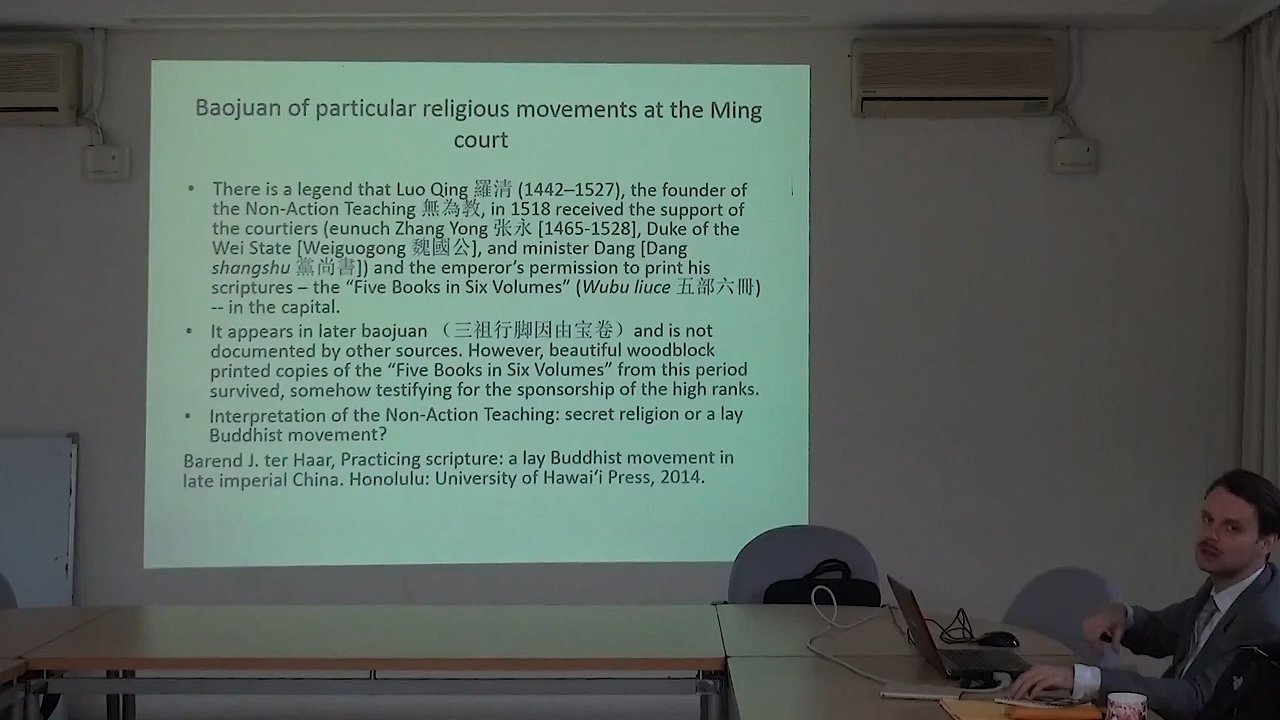 Baojuan of particular religious movements at the Ming
court
• There is a legend that Luo Qing 羅清 (1442–1527), the founder of
the Non-Action Teaching 無為教, in 1518 received the support of
the courtiers (eunuch Zhang Yong 张永 [1465-1528], Duke of the
Wei State [Weiguogong 魏國公], and minister Dang [Dang
shangshu 黨尚書]) and the emperor's permission to print his
scriptures – the “Five Books in Six Volumes” (Wubu liuce 五部六冊)
-- in the capital.
• It appears in later baojuan （三祖行脚因由宝卷）and is not
documented by other sources. However, beautiful woodblock
printed copies of the “Five Books in Six Volumes” from this period
survived, somehow testifying for the sponsorship of the high ranks.
• Interpretation of the Non-Action Teaching: secret religion or a lay
Buddhist movement?
Barend J. ter Haar, Practicing scripture: a lay Buddhist movement in
late imperial China. Honolulu: University of Hawai‘i Press, 2014.